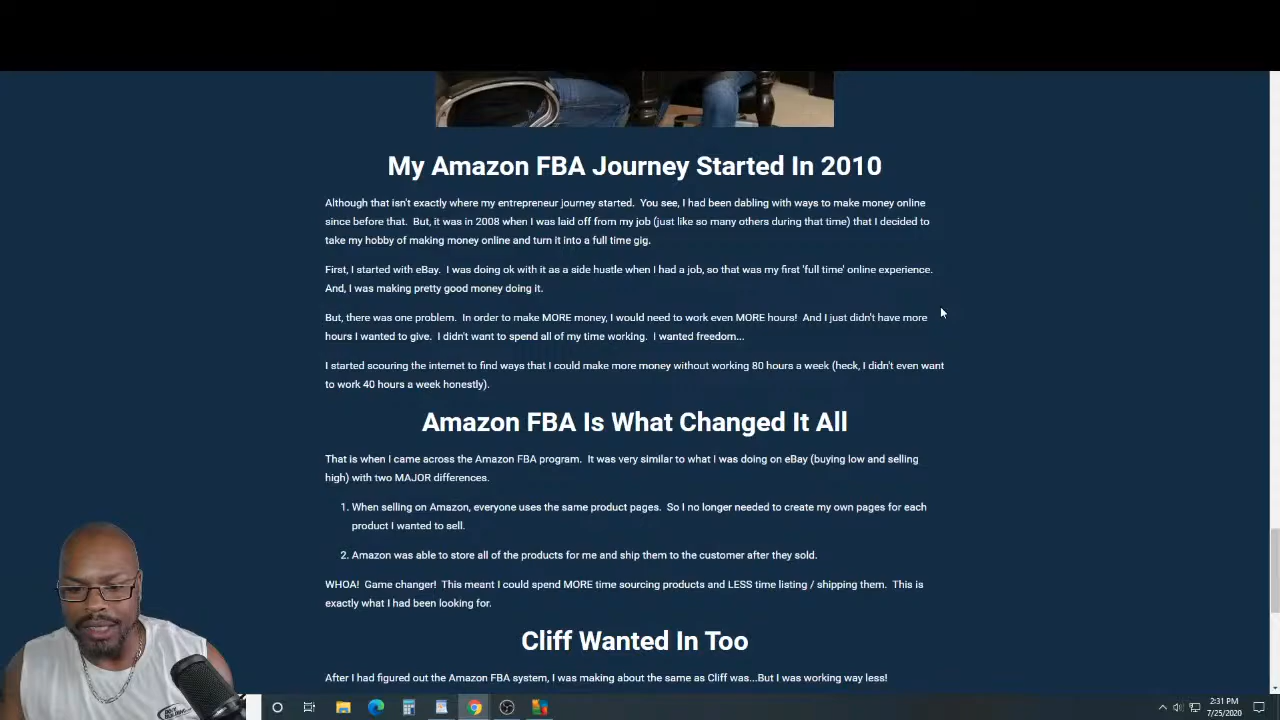 My Amazon FBA Journey Started In 2010
Although that isn't exactly where my entrepreneur journey started.  You see, I had been dabling with ways to make money online
since before that.  But, it was in 2008 when I was laid off from my job (just like so many others during that time) that I decided to
take my hobby of making money online and turn it into a full time gig.
First, I started with eBay.  I was doing ok with it as a side hustle when I had a job, so that was my first 'full time' online experience.
And, I was making pretty good money doing it.
But, there was one problem.  In order to make MORE money, I would need to work even MORE hours!  And I just didn't have more
hours I wanted to give.  I didn't want to spend all of my time working.  I wanted freedom...
I started scouring the internet to find ways that I could make more money without working 80 hours a week (heck, I didn't even want
to work 40 hours a week honestly).
Amazon FBA Is What Changed It All
That is when I came across the Amazon FBA program.  It was very similar to what I was doing on eBay (buying low and selling
high) with two MAJOR differences.
1. When selling on Amazon, everyone uses the same product pages.  So I no longer needed to create my own pages for each
product I wanted to sell.
2. Amazon was able to store all of the products for me and ship them to the customer after they sold.
WHOA!  Game changer!  This meant I could spend MORE time sourcing products and LESS time listing / shipping them.  This is
exactly what I had been looking for.
Cliff Wanted In Too
After I had figured out the Amazon FBA system, I was making about the same as Cliff was...But I was working way less!
2:31 PM
7/25/2020